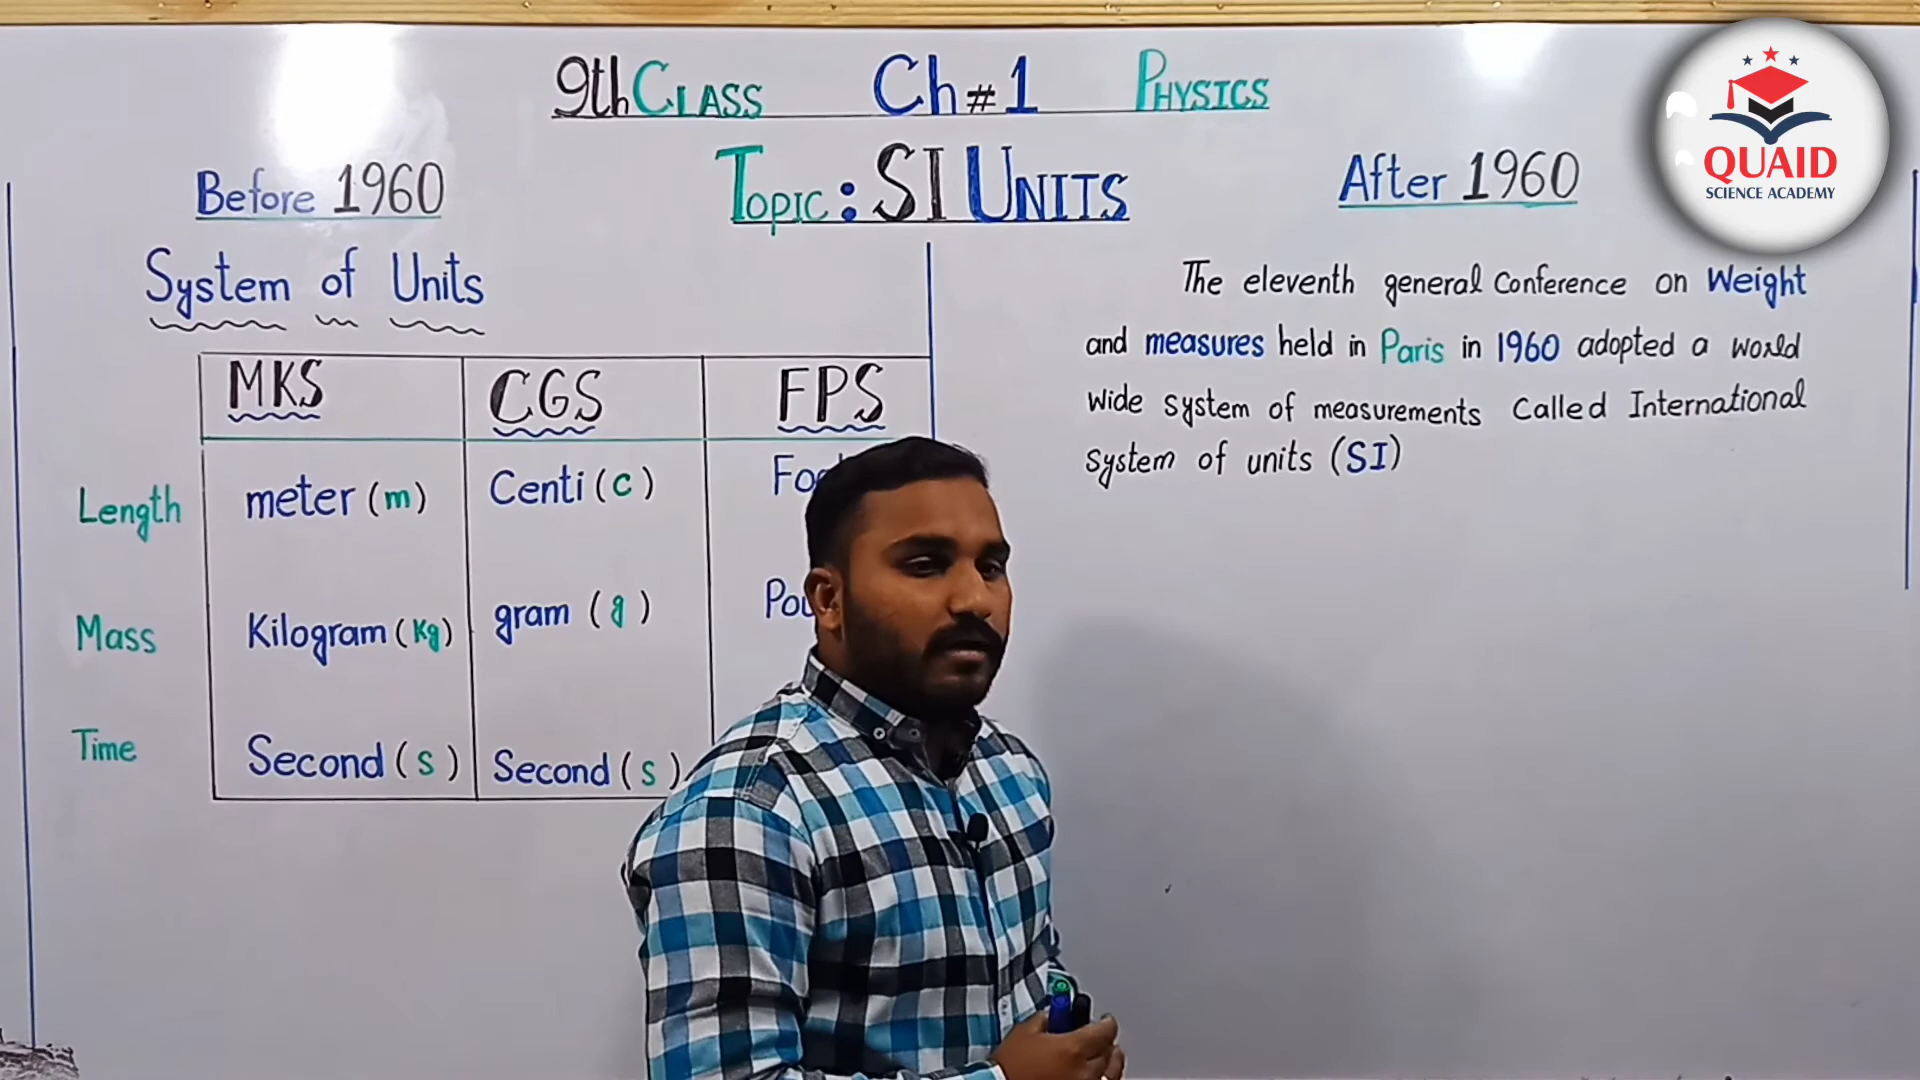 9th CLASS Ch#1 PHYSICS
QUAID
SCIENCE ACADEMY
TOPIC: SI UNITS
Before 1960
System of Units
MKS CGS FPS
Length meter (m) Centi (c)
Mass Kilogram (Kg) gram (g)
Time Second (s) Second (s)
After 1960
The eleventh general Conference on Weight
and measures held in Paris in 1960 adopted a world
wide system of measurements Called International
system of units (SI)